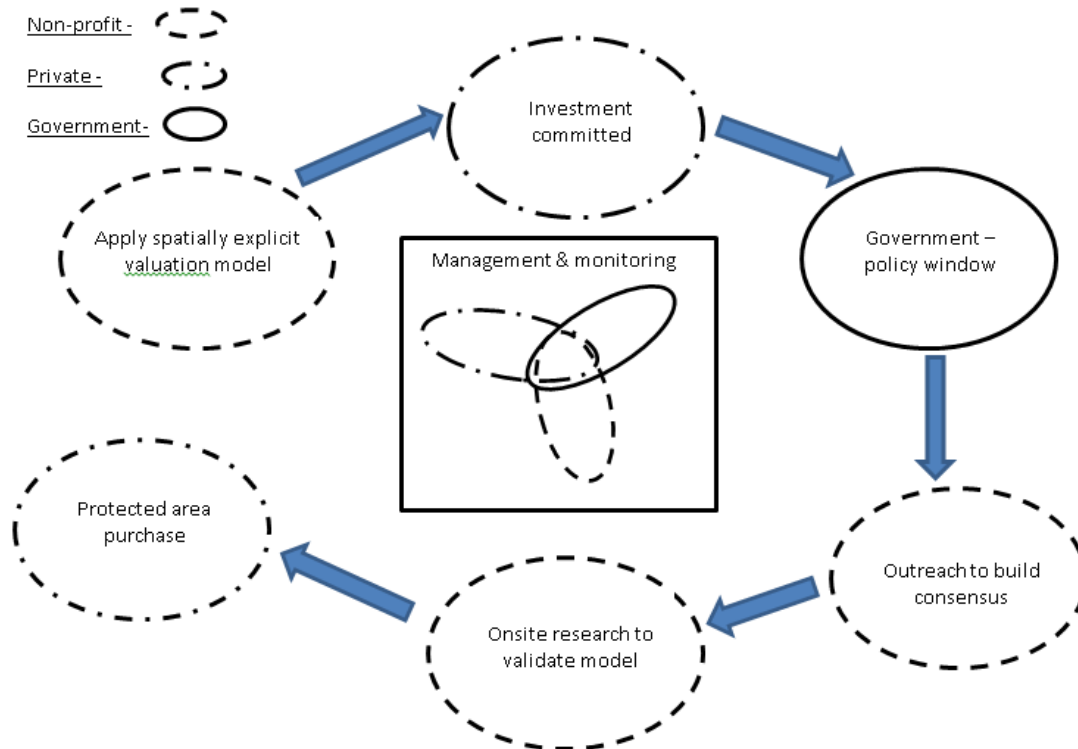 Non-profit -
Private -
Government-
Investment
committed
Apply spatially explicit
valuation model
Government –
policy window
Management & monitoring
Protected area
purchase
Outreach to build
consensus
Onsite research to
validate model